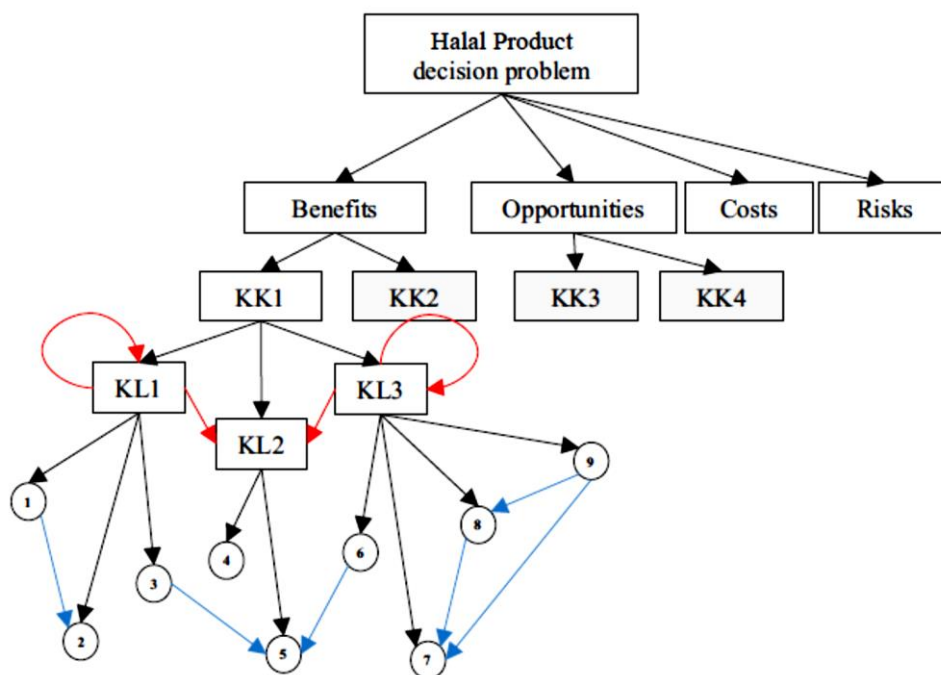 Halal Product
decision problem
Benefits
Opportunities
Costs
Risks
KK1
KK2
KK3
KK4
KL1
KL3
KL2
9
1
8
4
6
3
2
5
7